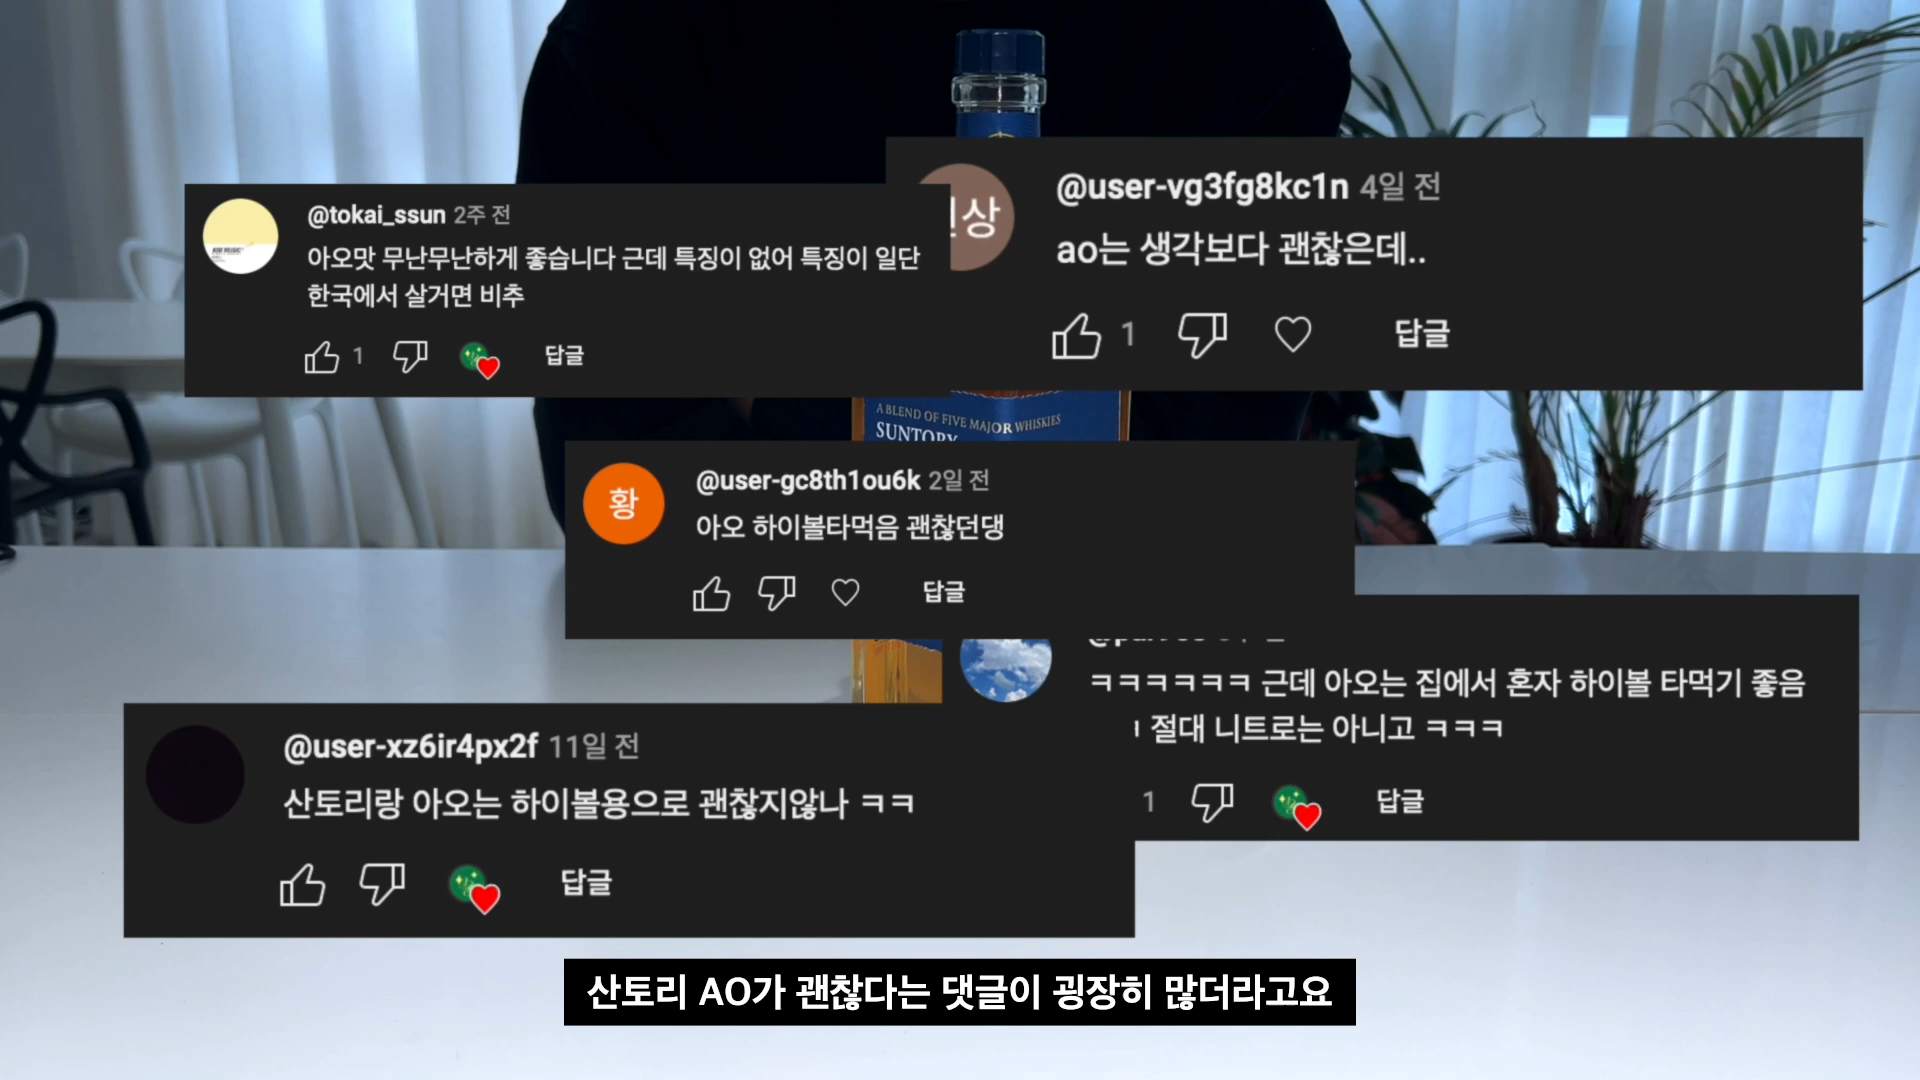 @tokai_ssun 2주 전
아오맛 무난무난하게 좋습니다 근데 특징이 없어 특징이 일단
한국에서 살거면 비추
1 답글
상
@user-vg3fg8kc1n 4일 전
ao는 생각보다 괜찮은데..
1 답글
A BLEND OF FIVE MAJOR WHISKIES
SUNTORY
황
@user-gc8th1ou6k 2일 전
아오 하이볼타먹음 괜찮던댕
답글
ㅋㅋㅋㅋㅋㅋ 근데 아오는 집에서 혼자 하이볼 타먹기 좋음
절대 니트로는 아니고 ㅋㅋㅋ
1 답글
@user-xz6ir4px2f 11일 전
산토리랑 아오는 하이볼용으로 괜찮지않나 ㅋㅋ
답글
산토리 AO가 괜찮다는 댓글이 굉장히 많더라고요